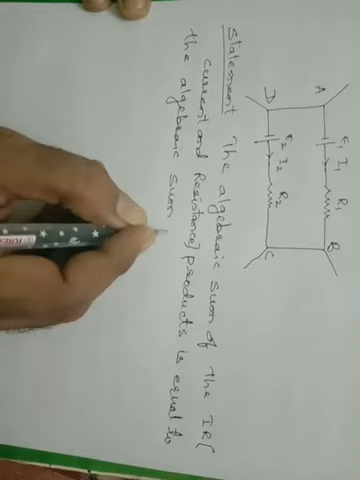 A E₁ I₁ R₁ B
D E₂ I₂ R₂ C
Statement The algebraic sum of the IR(
current and Resistance) products is equal to
the algebraic sum